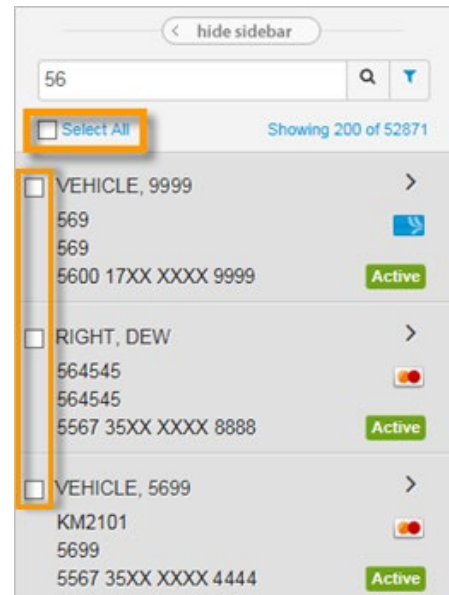 hide sidebar
56
Select All Showing 200 of 52871
VEHICLE, 9999
569
569
5600 17XX XXXX 9999 Active
RIGHT, DEW
564545
564545
5567 35XX XXXX 8888 Active
VEHICLE, 5699
KM2101
5699
5567 35XX XXXX 4444 Active